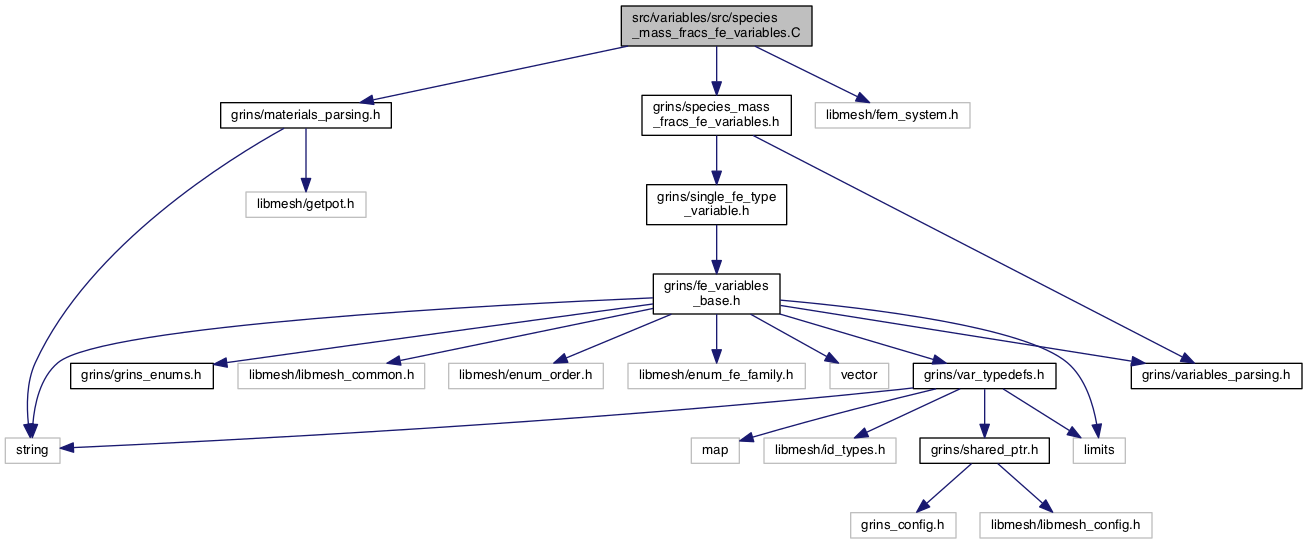 src/variables/src/species
_mass_fracs_fe_variables.C
grins/materials_parsing.h
grins/species_mass
_fracs_fe_variables.h
libmesh/fem_system.h
libmesh/getpot.h
grins/single_fe_type
_variable.h
grins/fe_variables
_base.h
grins/grins_enums.h
libmesh/libmesh_common.h
libmesh/enum_order.h
libmesh/enum_fe_family.h
vector
grins/var_typedefs.h
grins/variables_parsing.h
string
map
libmesh/id_types.h
grins/shared_ptr.h
limits
grins_config.h
libmesh/libmesh_config.h